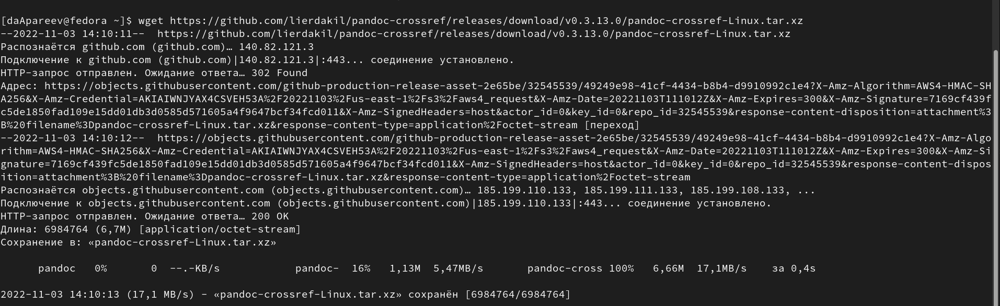 [daApareev@fedora ~]$ wget https://github.com/lierdakil/pandoc-crossref/releases/download/v0.3.13.0/pandoc-crossref-Linux.tar.xz
--2022-11-03 14:10:11--  https://github.com/lierdakil/pandoc-crossref/releases/download/v0.3.13.0/pandoc-crossref-Linux.tar.xz
Распознаётся github.com (github.com)… 140.82.121.3
Подключение к github.com (github.com)|140.82.121.3|:443... соединение установлено.
HTTP-запрос отправлен. Ожидание ответа… 302 Found
Адрес: https://objects.githubusercontent.com/github-production-release-asset-2e65be/32545539/49249e98-41cf-4434-b8b4-d9910992c1e4?X-Amz-Algorithm=AWS4-HMAC-SH
A256&X-Amz-Credential=AKIAIWNJYAX4CSVEH53A%2F20221103%2Fus-east-1%2Fs3%2Faws4_request&X-Amz-Date=20221103T111012Z&X-Amz-Expires=300&X-Amz-Signature=7169cf439f
c5de1850fad109e15dd01db3d0585d571605a4f9647bcf34fcd011&X-Amz-SignedHeaders=host&actor_id=0&key_id=0&repo_id=32545539&response-content-disposition=attachment%3
B%20filename%3Dpandoc-crossref-Linux.tar.xz&response-content-type=application%2Foctet-stream [переход]
--2022-11-03 14:10:12--  https://objects.githubusercontent.com/github-production-release-asset-2e65be/32545539/49249e98-41cf-4434-b8b4-d9910992c1e4?X-Amz-Algo
rithm=AWS4-HMAC-SHA256&X-Amz-Credential=AKIAIWNJYAX4CSVEH53A%2F20221103%2Fus-east-1%2Fs3%2Faws4_request&X-Amz-Date=20221103T111012Z&X-Amz-Expires=300&X-Amz-Si
gnature=7169cf439fc5de1850fad109e15dd01db3d0585d571605a4f9647bcf34fcd011&X-Amz-SignedHeaders=host&actor_id=0&key_id=0&repo_id=32545539&response-content-dispos
ition=attachment%3B%20filename%3Dpandoc-crossref-Linux.tar.xz&response-content-type=application%2Foctet-stream
Распознаётся objects.githubusercontent.com (objects.githubusercontent.com)… 185.199.110.133, 185.199.111.133, 185.199.108.133, ...
Подключение к objects.githubusercontent.com (objects.githubusercontent.com)|185.199.110.133|:443... соединение установлено.
HTTP-запрос отправлен. Ожидание ответа… 200 OK
Длина: 6984764 (6,7M) [application/octet-stream]
Сохранение в: «pandoc-crossref-Linux.tar.xz»
pandoc   0%       0  --.-KB/s            pandoc-  16%   1,13M  5,47MB/s       pandoc-cross 100%   6,66M  17,1MB/s    за 0,4s
2022-11-03 14:10:13 (17,1 MB/s) - «pandoc-crossref-Linux.tar.xz» сохранён [6984764/6984764]